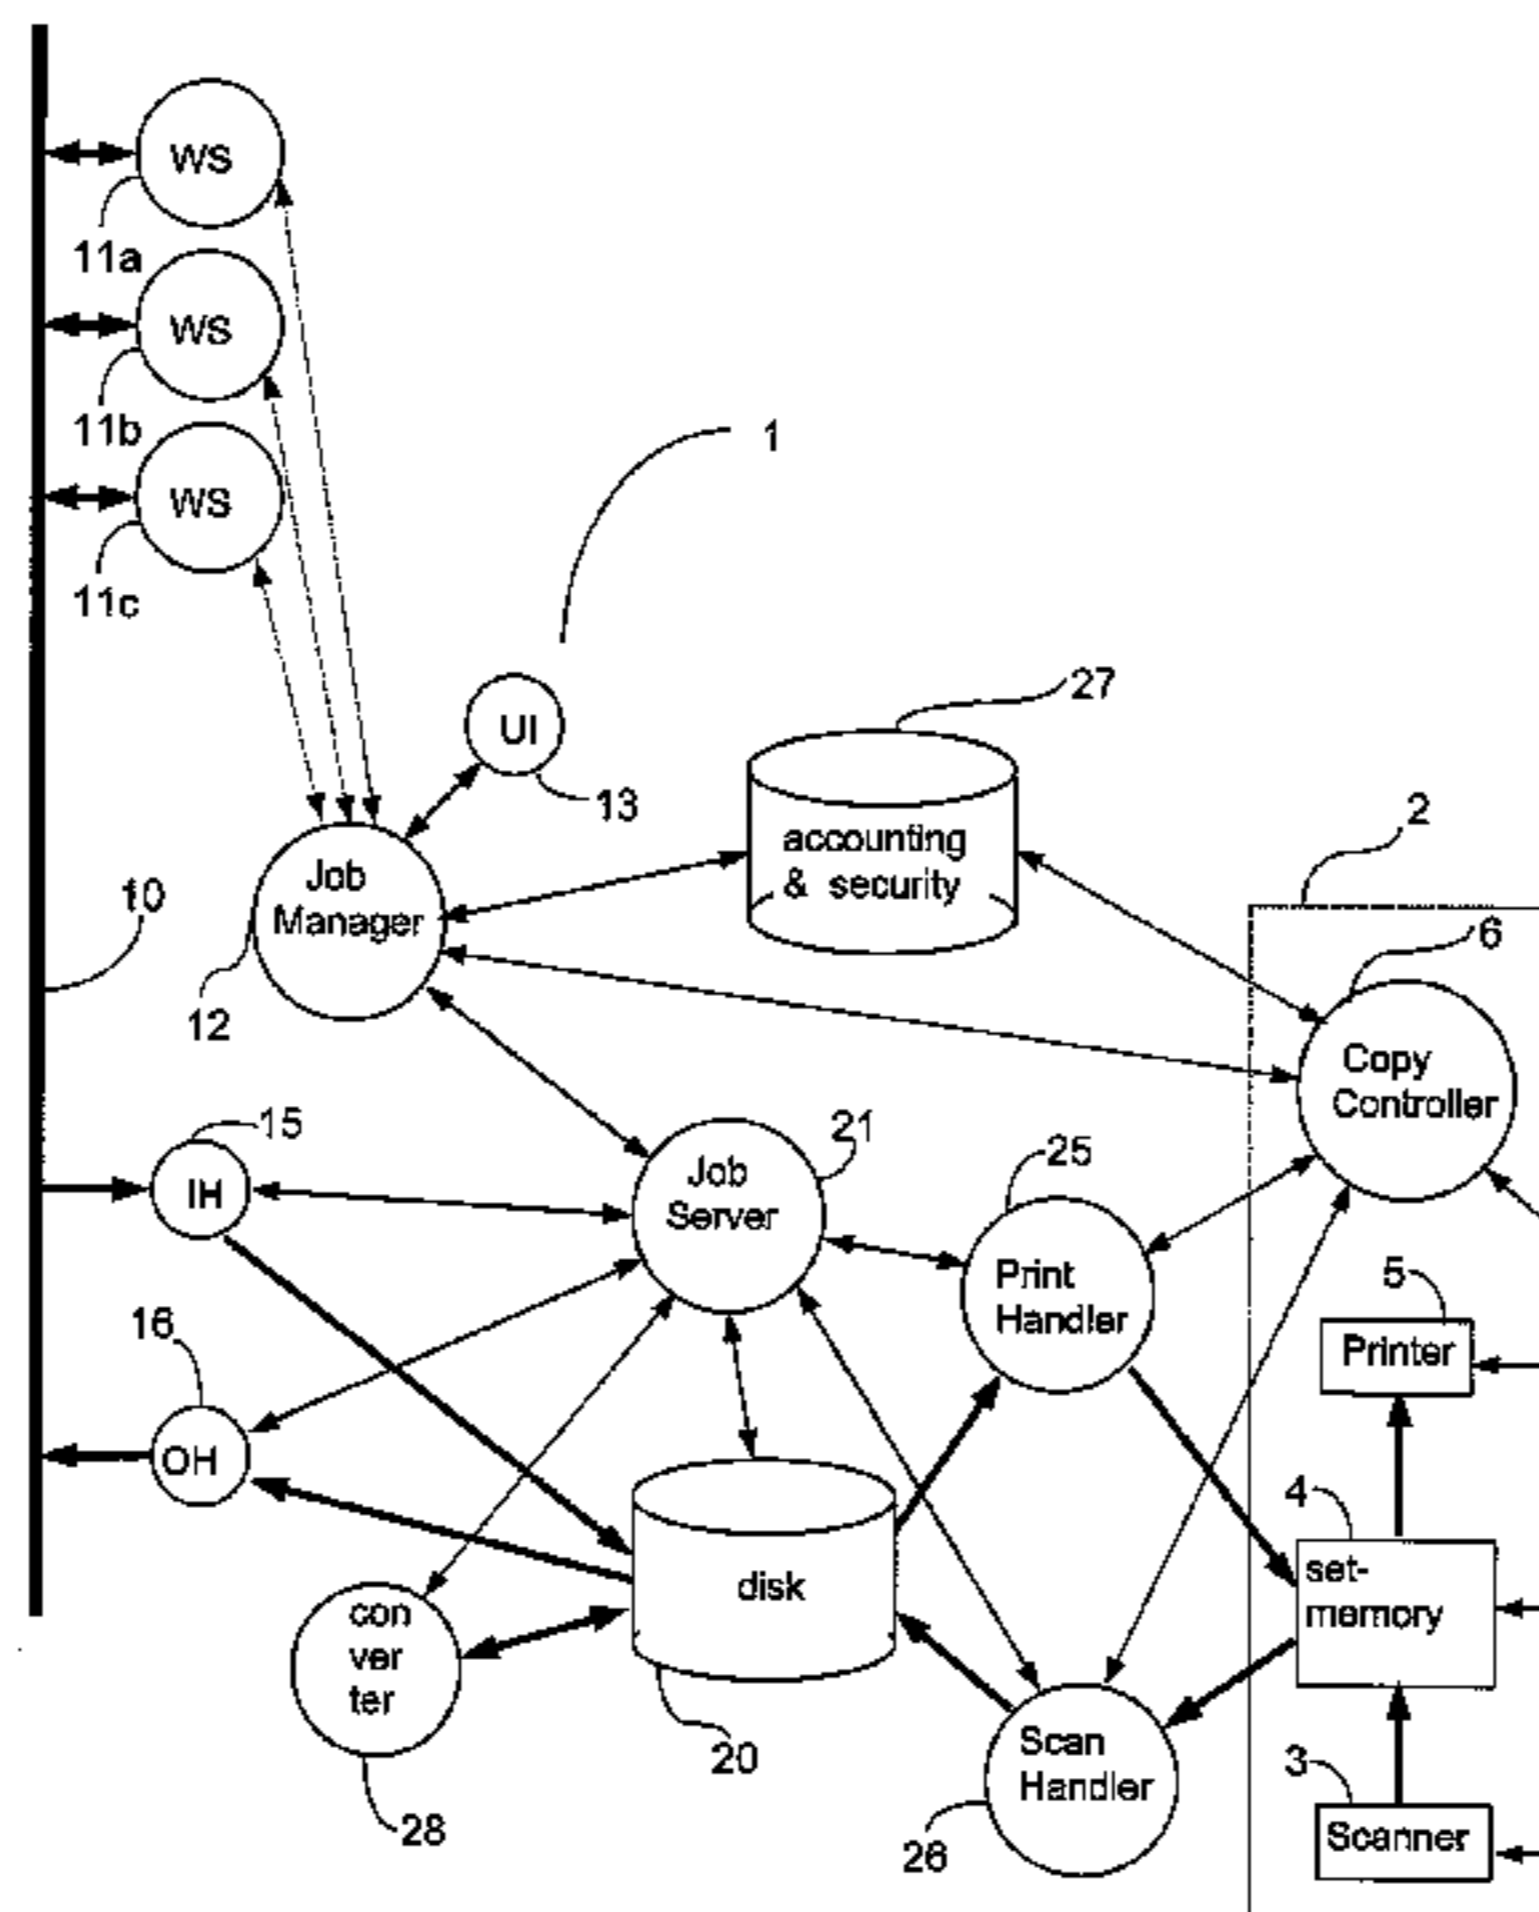 WS
11a
WS
11b
WS
11c
1
UI
13
27
accounting
& security
Job
Manager
12
10
2
6
Copy
Controller
15
IH
Job
Server
21
25
Print
Handler
5
Printer
16
OH
4
set-
memory
disk
20
con
ver
ter
28
Scan
Handler
26
3
Scanner